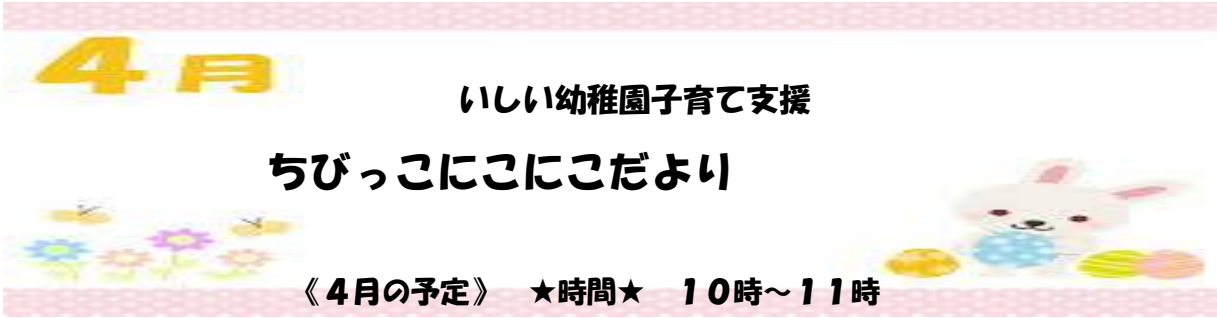 4月
いしい幼稚園子育て支援
ちびっこにこにこだより
《４月の予定》　★時間★　１０時～１１時